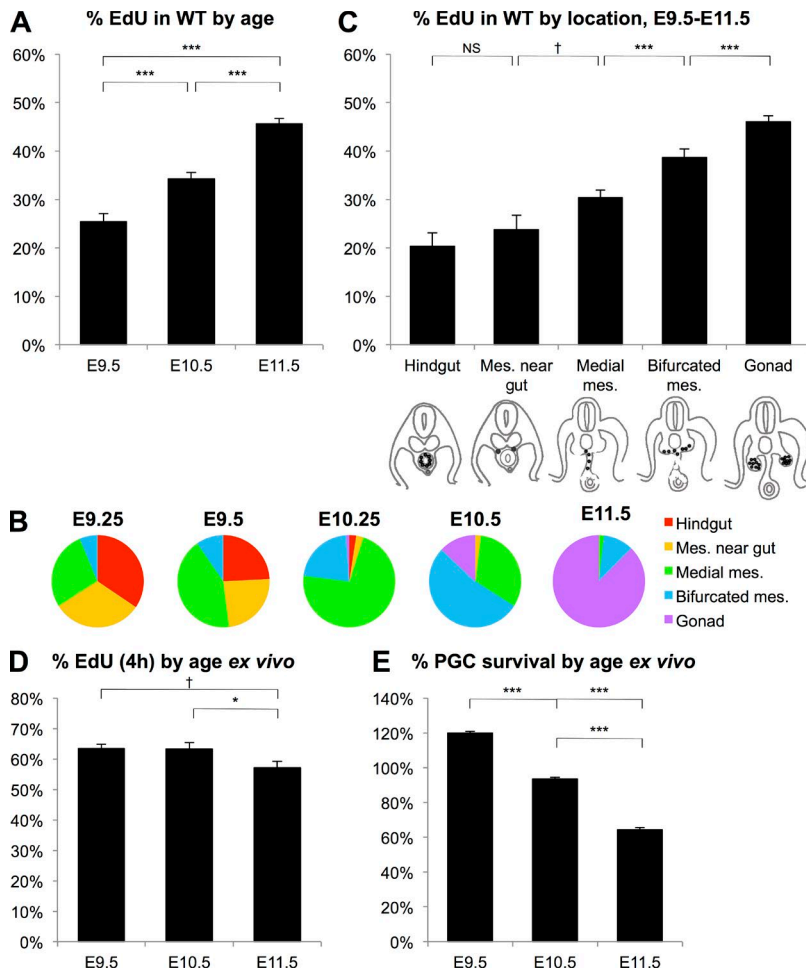 A
% EdU in WT by age
***
***
***
60%
50%
40%
30%
20%
10%
0%
E9.5
E10.5
E11.5
C
% EdU in WT by location, E9.5-E11.5
NS
†
***
***
60%
50%
40%
30%
20%
10%
0%
Hindgut
Mes. near
gut
Medial
mes.
Bifurcated
mes.
Gonad
B
E9.25
E9.5
E10.25
E10.5
E11.5
Hindgut
Mes. near gut
Medial mes.
Bifurcated mes.
Gonad
D
% EdU (4h) by age ex vivo
†
*
80%
70%
60%
50%
40%
30%
20%
10%
0%
E9.5
E10.5
E11.5
E
% PGC survival by age ex vivo
***
***
***
140%
120%
100%
80%
60%
40%
20%
0%
E9.5
E10.5
E11.5